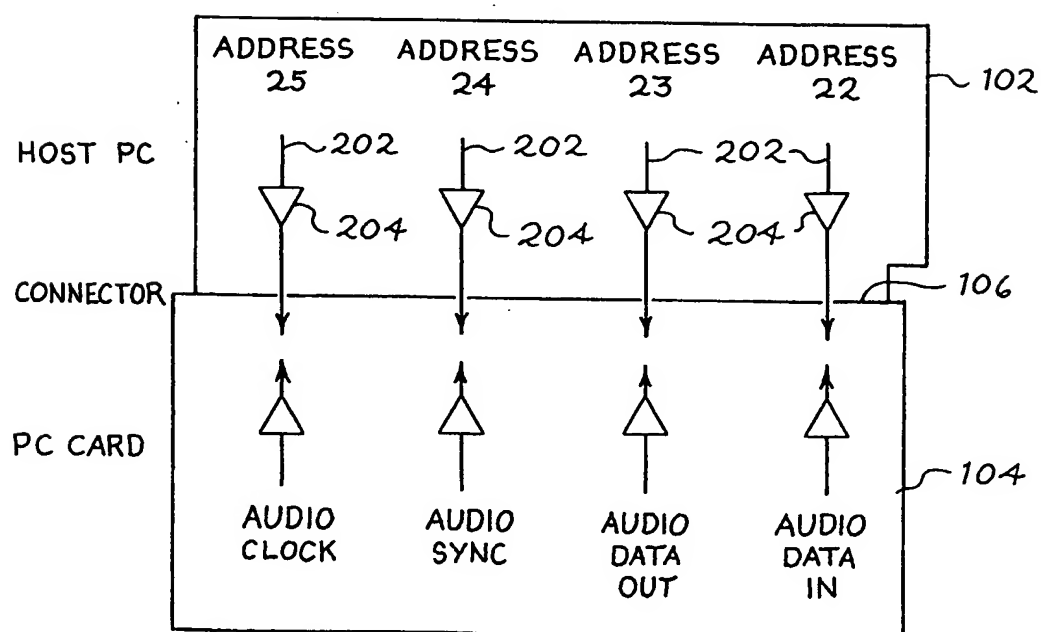 ADDRESS 25
ADDRESS 24
ADDRESS 23
ADDRESS 22
102
HOST PC
202
202
202
204
204
204
CONNECTOR
106
PC CARD
104
AUDIO CLOCK
AUDIO SYNC
AUDIO DATA OUT
AUDIO DATA IN